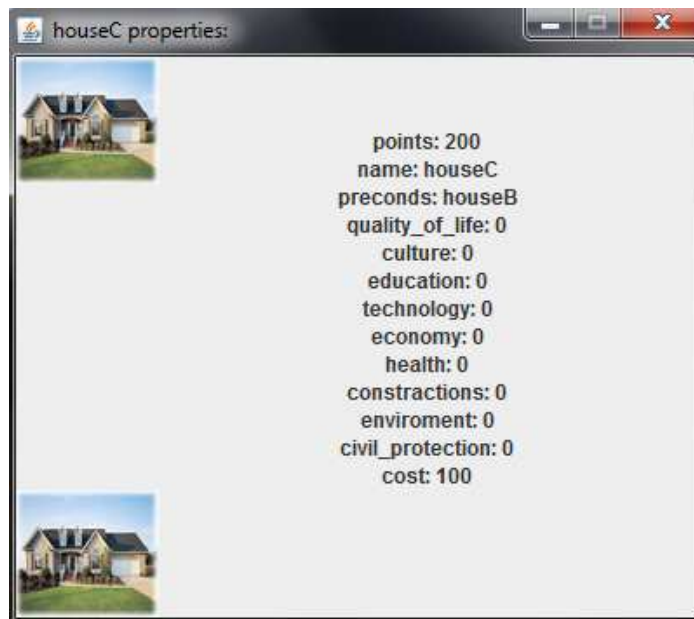 houseC properties:
points: 200
name: houseC
preconds: houseB
quality_of_life: 0
culture: 0
education: 0
technology: 0
economy: 0
health: 0
constractions: 0
enviroment: 0
civil_protection: 0
cost: 100